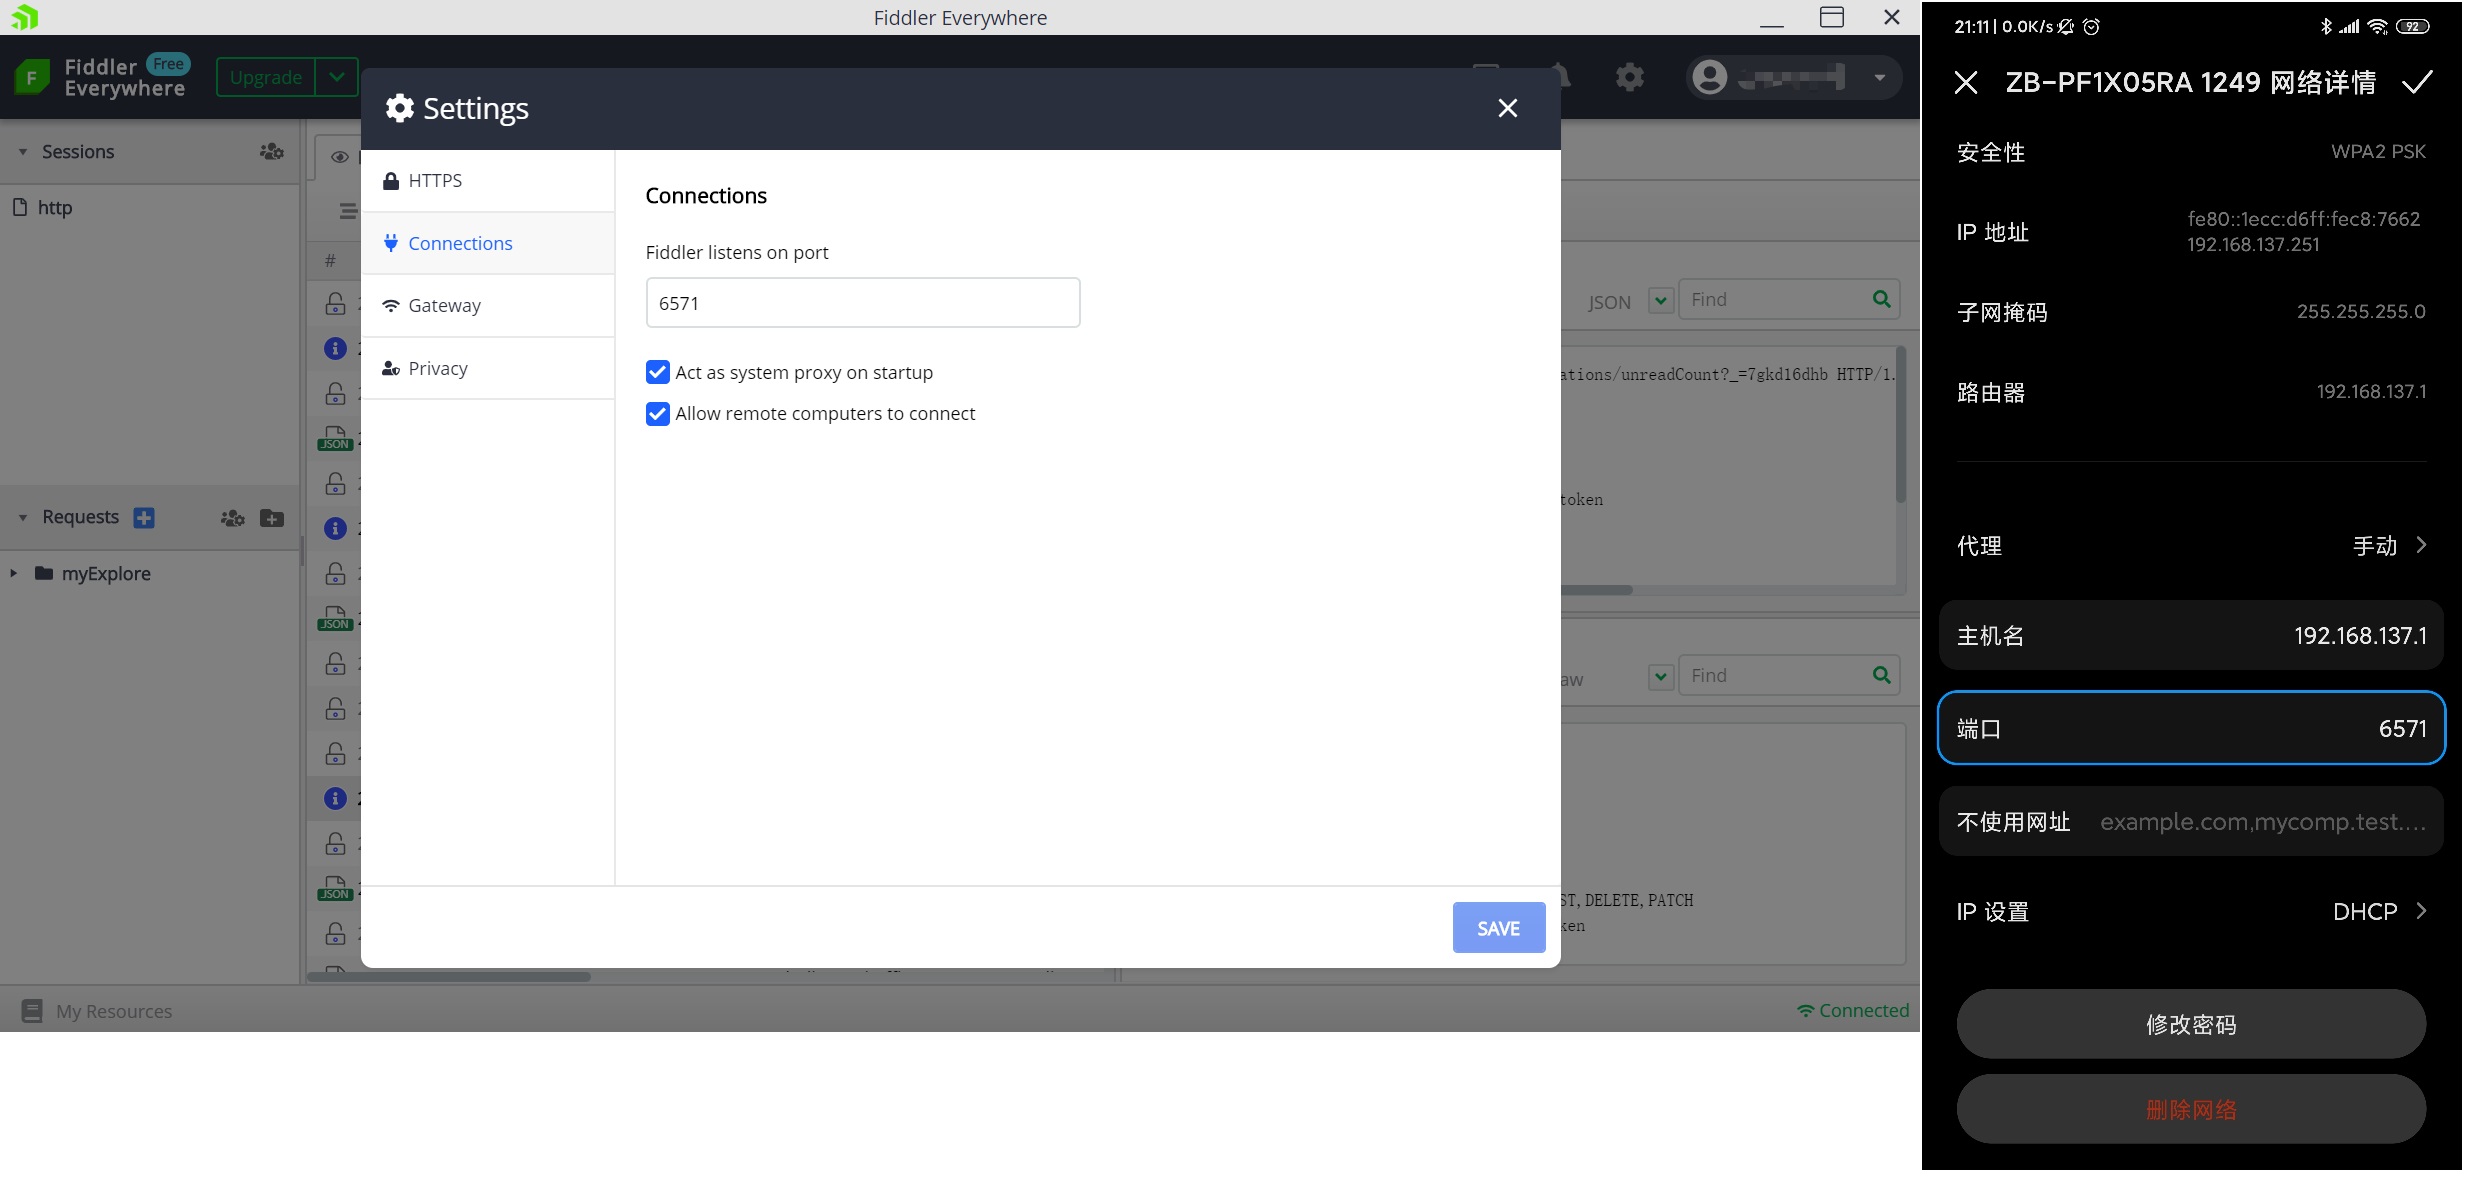 Fiddler Everywhere
Fiddler Free
Everywhere
Upgrade
Settings
Sessions
http
Requests
myExplore
#
JSON
JSON
JSON
HTTPS
Connections
Gateway
Privacy
Connections
Fiddler listens on port
6571
Act as system proxy on startup
Allow remote computers to connect
SAVE
JSON
Find
ations/unreadCount?_=7gkd16dhb HTTP/1.
token
aw
Find
ST, DELETE, PATCH
ken
My Resources
Connected
21:11 | 0.0K/s
92
ZB-PF1X05RA 1249 网络详情
安全性 WPA2 PSK
IP 地址 fe80::1ecc:d6ff:fec8:7662
192.168.137.251
子网掩码 255.255.255.0
路由器 192.168.137.1
代理 手动
主机名 192.168.137.1
端口 6571
不使用网址 example.com,mycomp.test....
IP 设置 DHCP
修改密码
删除网络